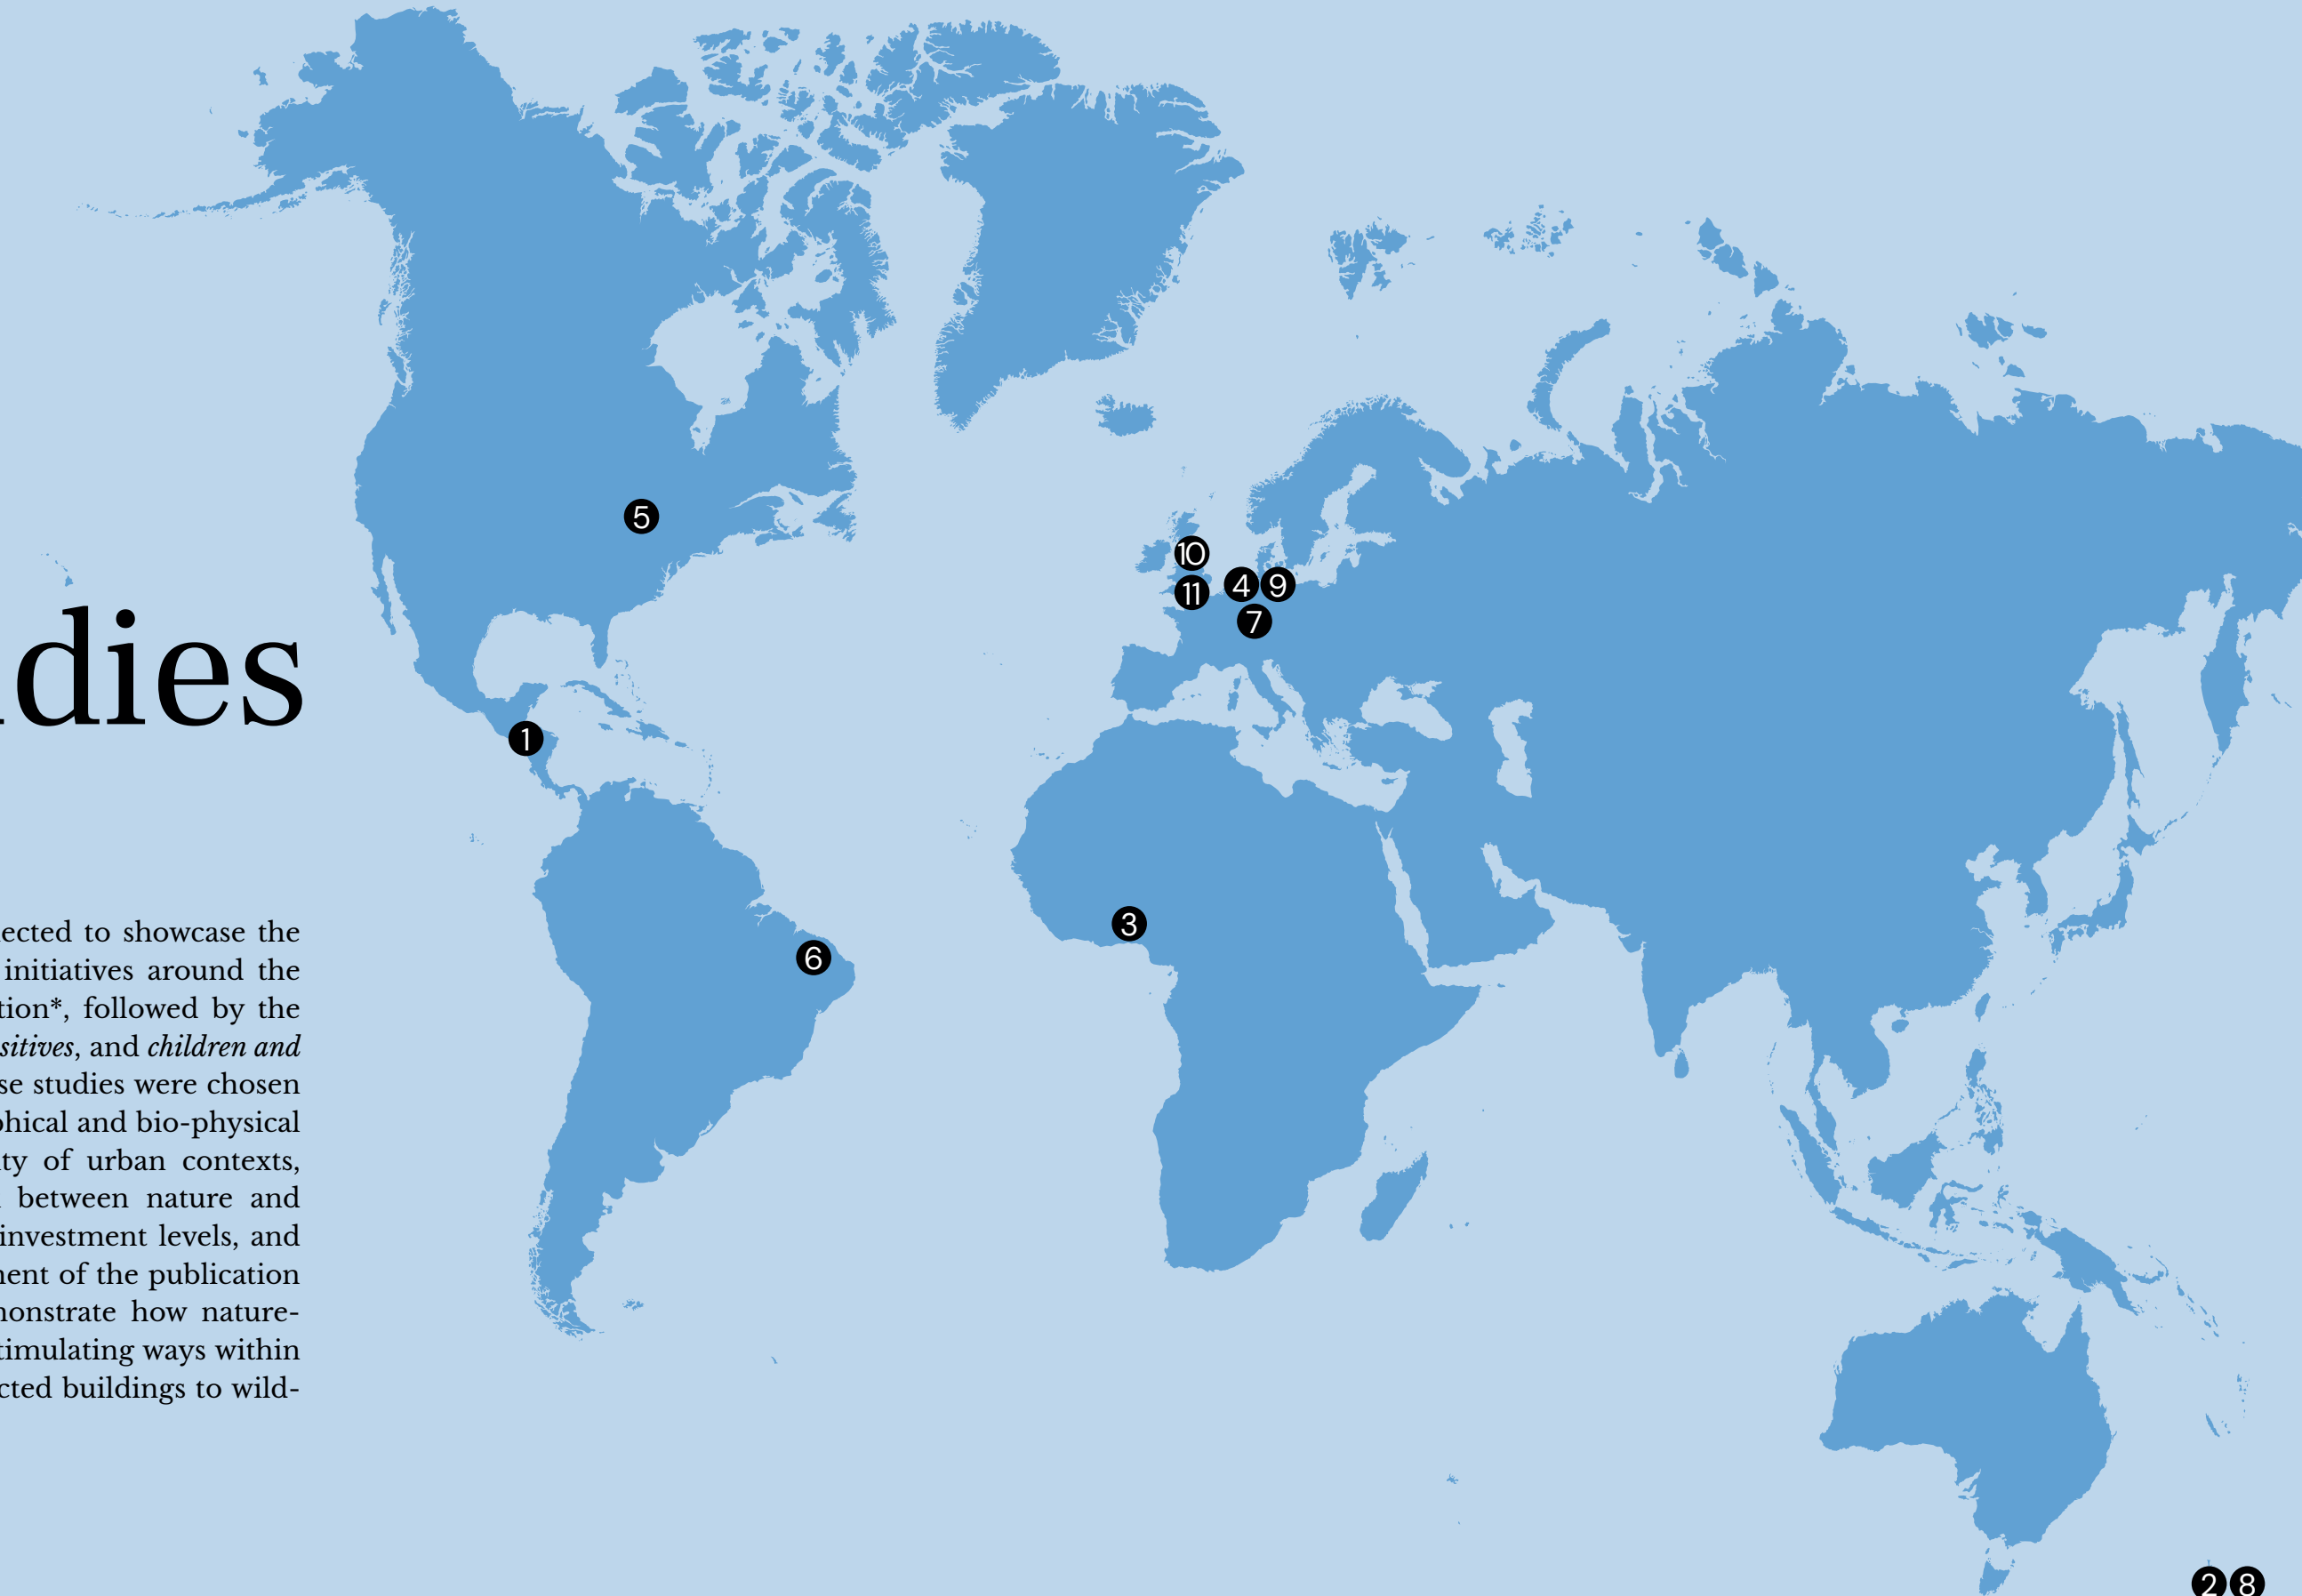 dies
ected to showcase the
initiatives around the
tion*, followed by the
sitives, and children and
se studies were chosen
phical and bio-physical
ty of urban contexts,
between nature and
investment levels, and
ent of the publication
monstrate how nature-
timulating ways within
cted buildings to wild-
5
10
11
4 9
7
1
3
6
2 8